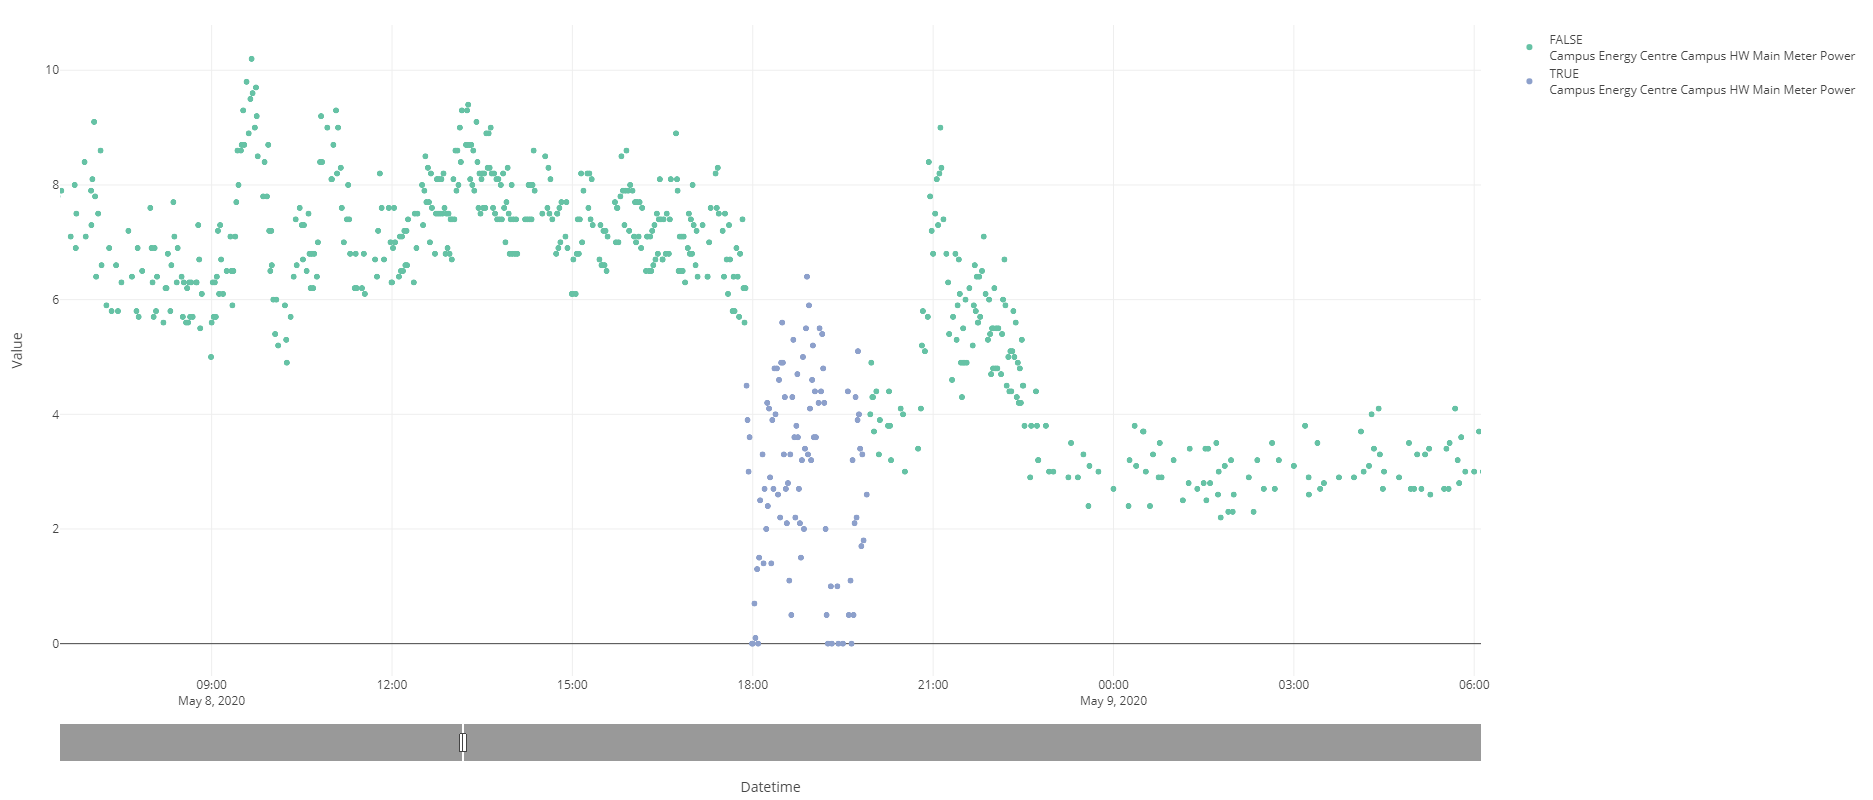 FALSE
Campus Energy Centre Campus HW Main Meter Power
TRUE
Campus Energy Centre Campus HW Main Meter Power
10
8
6
4
2
0
Value
09:00 12:00 15:00 18:00 21:00 00:00 03:00 06:00
May 8, 2020 May 9, 2020
Datetime